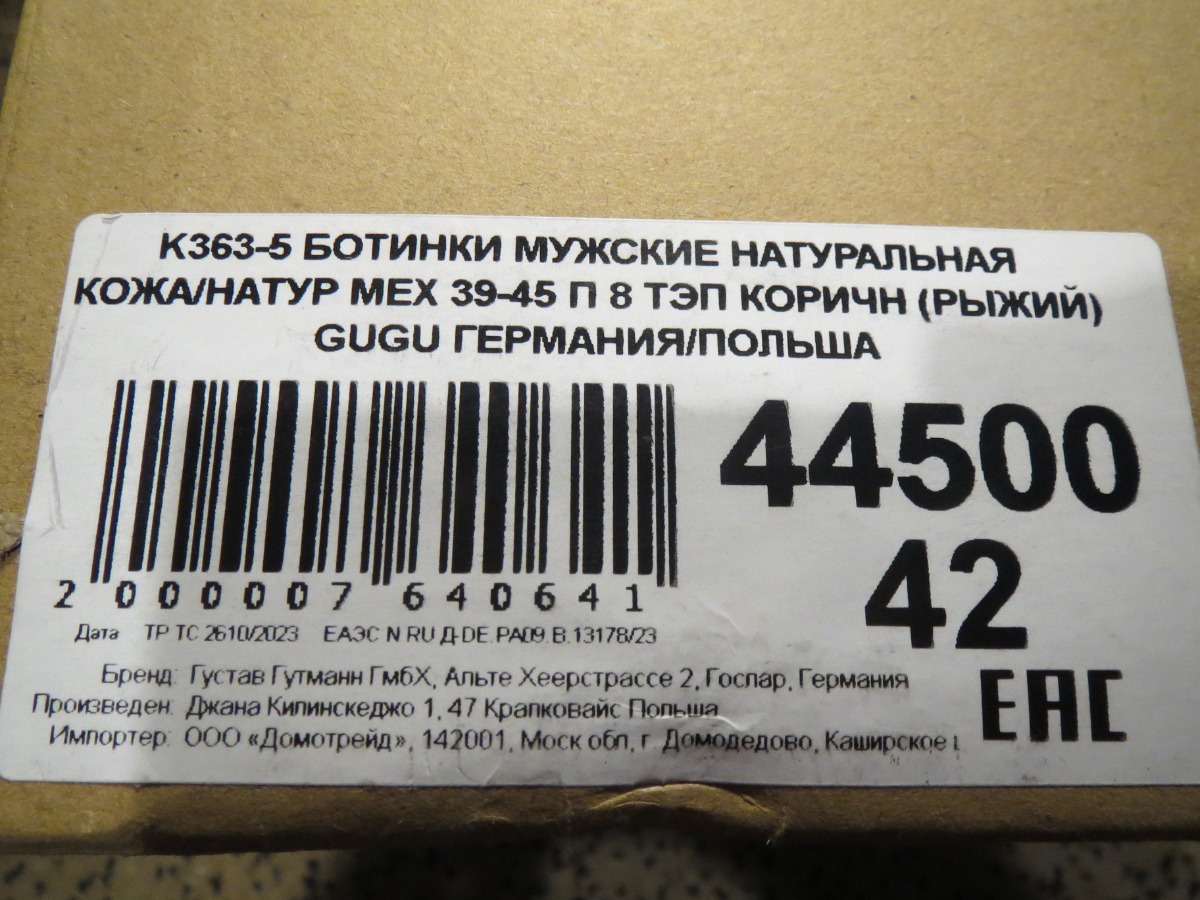 К363-5 БОТИНКИ МУЖСКИЕ НАТУРАЛЬНАЯ
КОЖА/НАТУР МЕХ 39-45 П 8 ТЭП КОРИЧН (РЫЖИЙ)
GUGU ГЕРМАНИЯ/ПОЛЬША
44500
42
2 000007 640641
Дата ТР ТС 2610/2023 ЕАЭС N RU Д-DE.РА09.В.13178/23
Бренд: Густав Гутманн ГмбХ, Альте Хеерстрассе 2, Госпар, Германия
Произведен: Джана Килинскеджо 1, 47 Крапковайс Польша
Импортер: ООО «Домотрейд», 142001, Моск обл, г Домодедово, Каширское
EAC